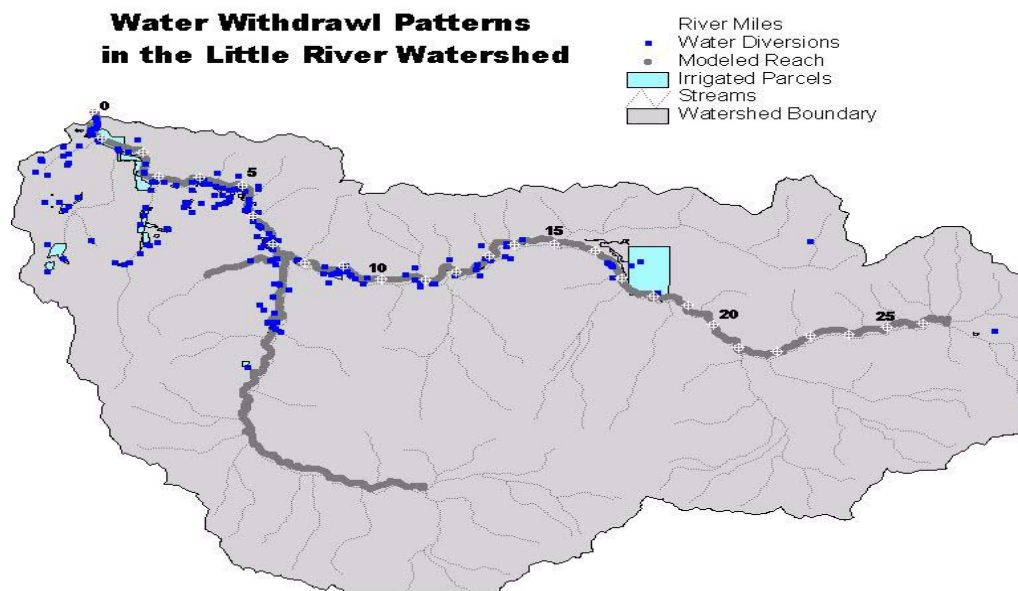 Water Withdrawl Patterns
in the Little River Watershed
River Miles
Water Diversions
Modeled Reach
Irrigated Parcels
Streams
Watershed Boundary
0
5
10
15
20
25